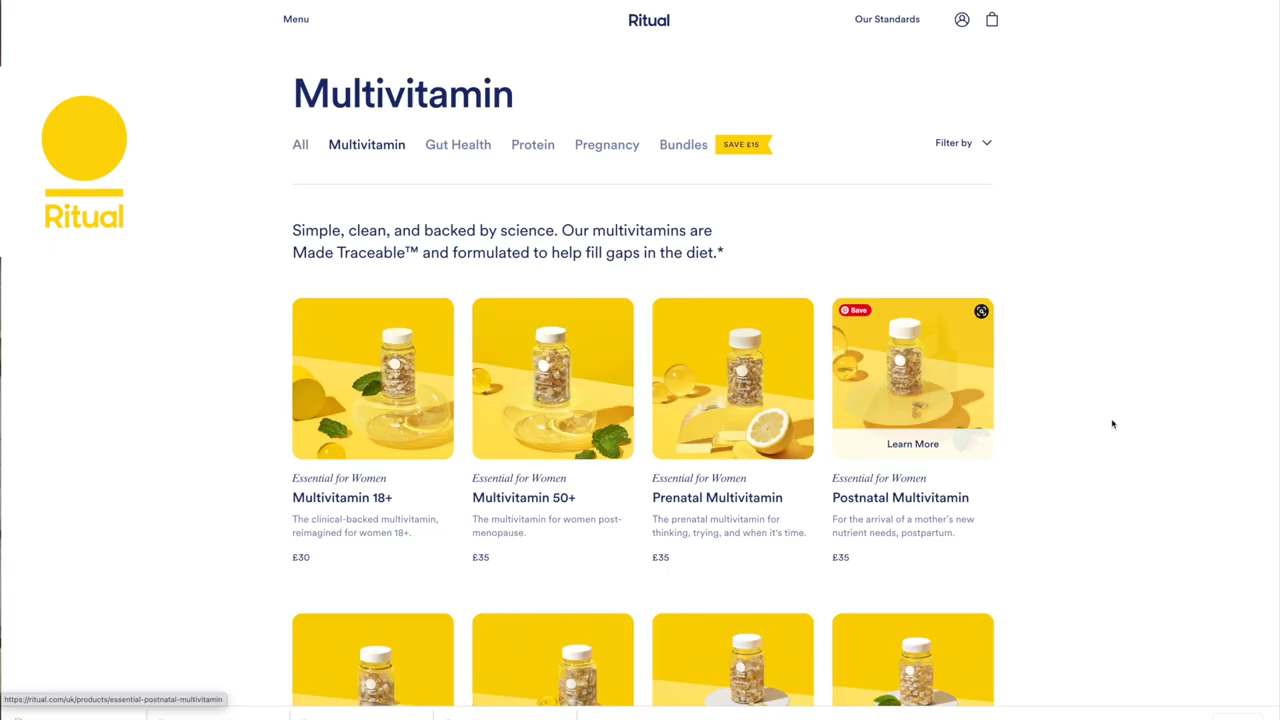 Menu
Ritual
Our Standards
Ritual
Multivitamin
All
Multivitamin
Gut Health
Protein
Pregnancy
Bundles
SAVE £15
Filter by
Simple, clean, and backed by science. Our multivitamins are
Made Traceable™ and formulated to help fill gaps in the diet.*
Save
Learn More
Essential for Women
Multivitamin 18+
The clinical-backed multivitamin,
reimagined for women 18+.
£30
Essential for Women
Multivitamin 50+
The multivitamin for women post-
menopause.
£35
Essential for Women
Prenatal Multivitamin
The prenatal multivitamin for
thinking, trying, and when it's time.
£35
Essential for Women
Postnatal Multivitamin
For the arrival of a mother's new
nutrient needs, postpartum.
£35
https://ritual.com/uk/products/essential-postnatal-multivitamin